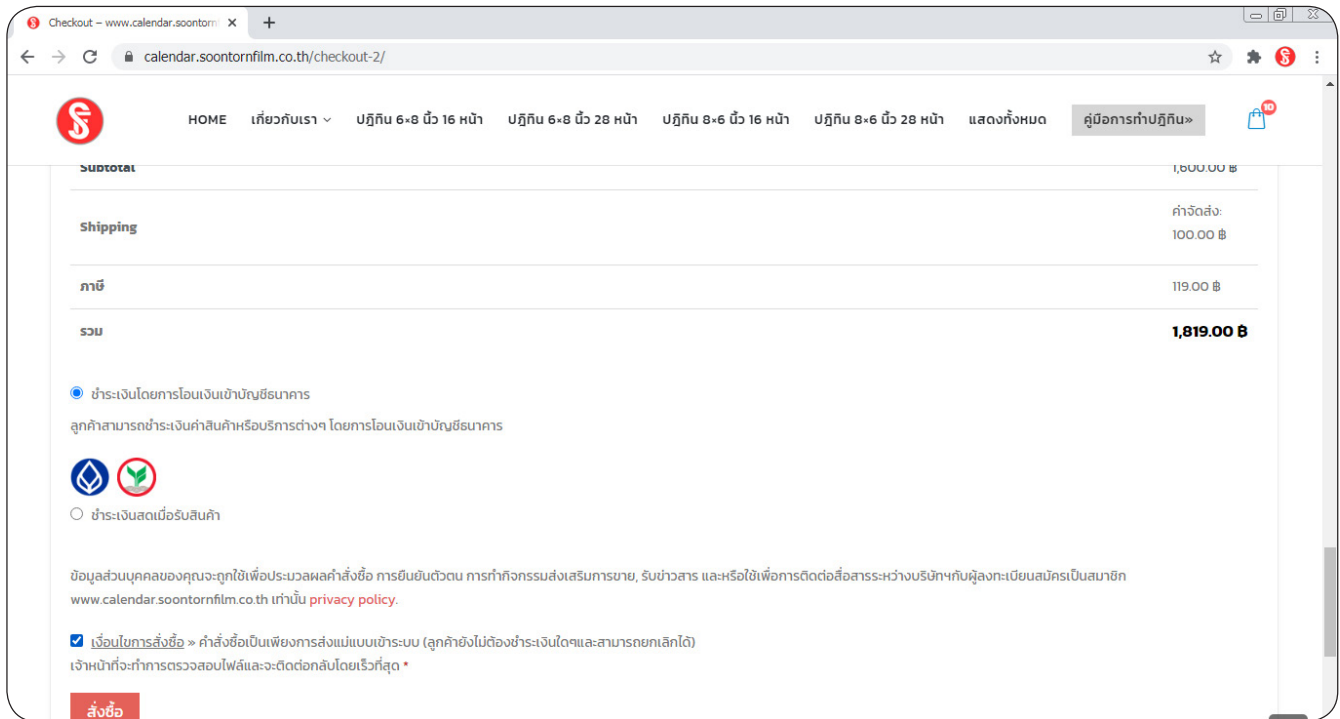 Checkout – www.calendar.soontorn
calendar.soontornfilm.co.th/checkout-2/
HOME เกี่ยวกับเรา ปฏิทิน 6×8 นิ้ว 16 หน้า ปฏิทิน 6×8 นิ้ว 28 หน้า ปฏิทิน 8×6 นิ้ว 16 หน้า ปฏิทิน 8×6 นิ้ว 28 หน้า แสดงทั้งหมด คู่มือการทำปฏิทิน» 10
Subtotal 1,600.00 ฿
Shipping ค่าจัดส่ง:
100.00 ฿
ภาษี 119.00 ฿
รวม 1,819.00 ฿
ชำระเงินโดยการโอนเงินเข้าบัญชีธนาคาร
ลูกค้าสามารถชำระเงินค่าสินค้าหรือบริการต่างๆ โดยการโอนเงินเข้าบัญชีธนาคาร
ชำระเงินสดเมื่อรับสินค้า
ข้อมูลส่วนบุคคลของคุณจะถูกใช้เพื่อประมวลผลคำสั่งซื้อ การยืนยันตัวตน การทำกิจกรรมส่งเสริมการขาย, รับข่าวสาร และหรือใช้เพื่อการติดต่อสื่อสารระหว่างบริษัทฯกับผู้ลงทะเบียนสมัครเป็นสมาชิก
www.calendar.soontornfilm.co.th เท่านั้น privacy policy.
เงื่อนไขการสั่งซื้อ » คำสั่งซื้อเป็นเพียงการส่งแม่แบบเข้าระบบ (ลูกค้ายังไม่ต้องชำระเงินใดๆและสามารถยกเลิกได้)
เจ้าหน้าที่จะทำการตรวจสอบไฟล์และจะติดต่อกลับโดยเร็วที่สุด *
สั่งซื้อ